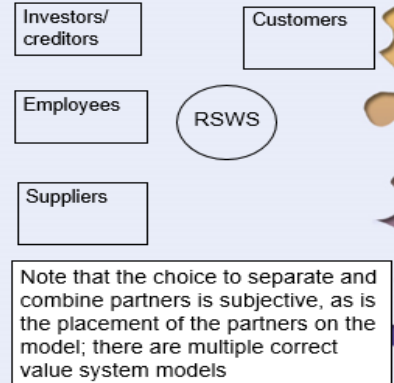 Investors/
creditors
Customers
Employees
RSWS
Suppliers
Note that the choice to separate and
combine partners is subjective, as is
the placement of the partners on the
model; there are multiple correct
value system models